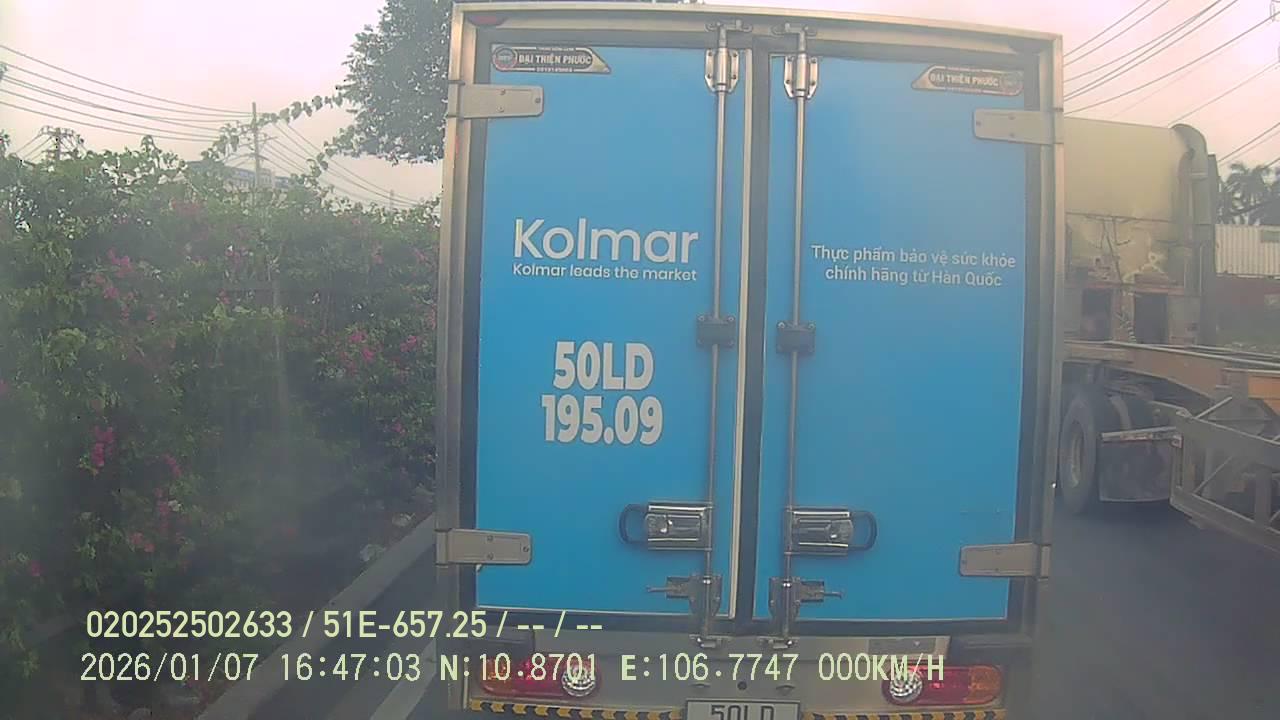 ĐẠI THIÊN PHƯỚC
ĐẠI THIÊN PHƯỚC
Kolmar
Kolmar leads the market
Thực phẩm bảo vệ sức khỏe
chính hãng từ Hàn Quốc
50LD
195.09
020252502633 / 51E-657.25 / -- / --
2026/01/07 16:47:03 N:10.8701 E:106.7747 000KM/H
50LD